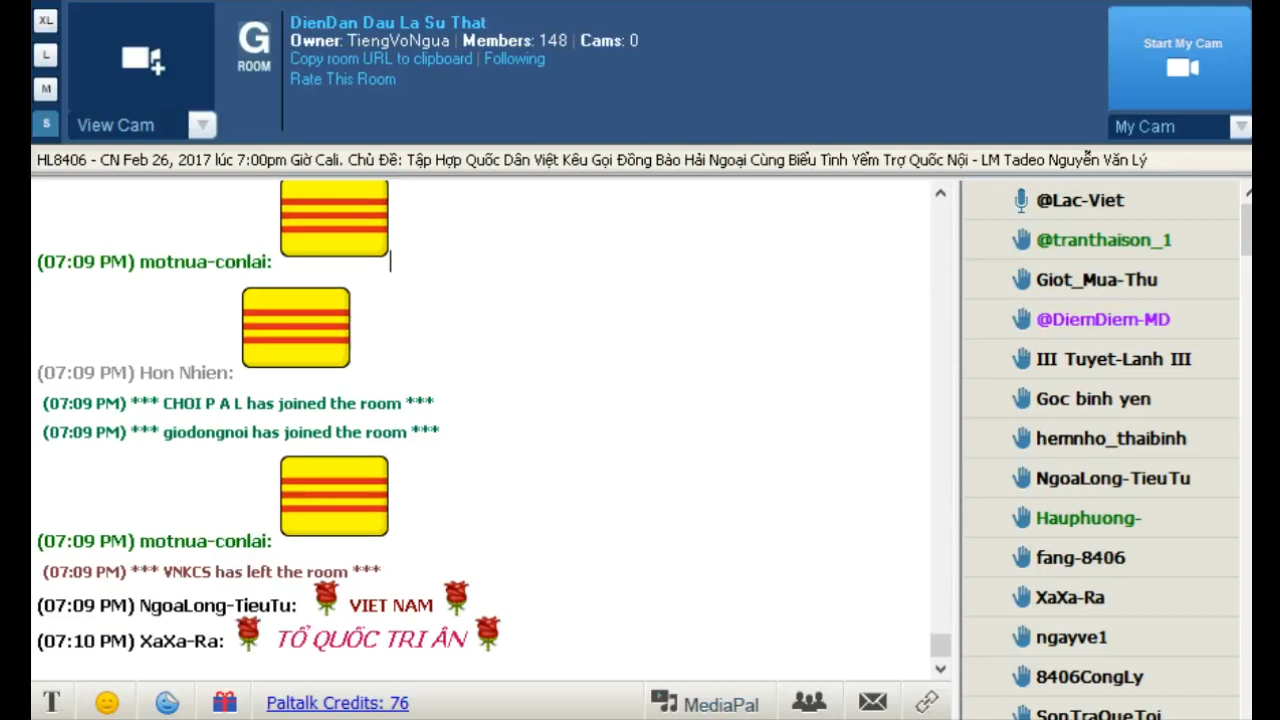 XL
L
M
S
View Cam
G
ROOM
DienDan Dau La Su That
Owner: TiengVoNgua | Members: 148 | Cams: 0
Copy room URL to clipboard | Following
Rate This Room
Start My Cam
My Cam
HL8406 - CN Feb 26, 2017 lúc 7:00pm Giờ Cali. Chủ Đề: Tập Hợp Quốc Dân Việt Kêu Gọi Đồng Bào Hải Ngoại Cùng Biểu Tình Yểm Trợ Quốc Nội - LM Tadeo Nguyễn Văn Lý
(07:09 PM) motnua-conlai:
(07:09 PM) Hon Nhien:
(07:09 PM) *** CHOI P A L has joined the room ***
(07:09 PM) *** giodongnoi has joined the room ***
(07:09 PM) motnua-conlai:
(07:09 PM) *** VNKCS has left the room ***
(07:09 PM) NgoaLong-TieuTu: VIET NAM
(07:10 PM) XaXa-Ra: TỔ QUỐC TRI ÂN
@Lac-Viet
@tranthaison_1
Giot_Mua-Thu
@DiemDiem-MD
III Tuyet-Lanh III
Goc binh yen
hemnho_thaibinh
NgoaLong-TieuTu
Hauphuong-
fang-8406
XaXa-Ra
ngayve1
8406CongLy
SonTraQueToi
T
Paltalk Credits: 76
MediaPal